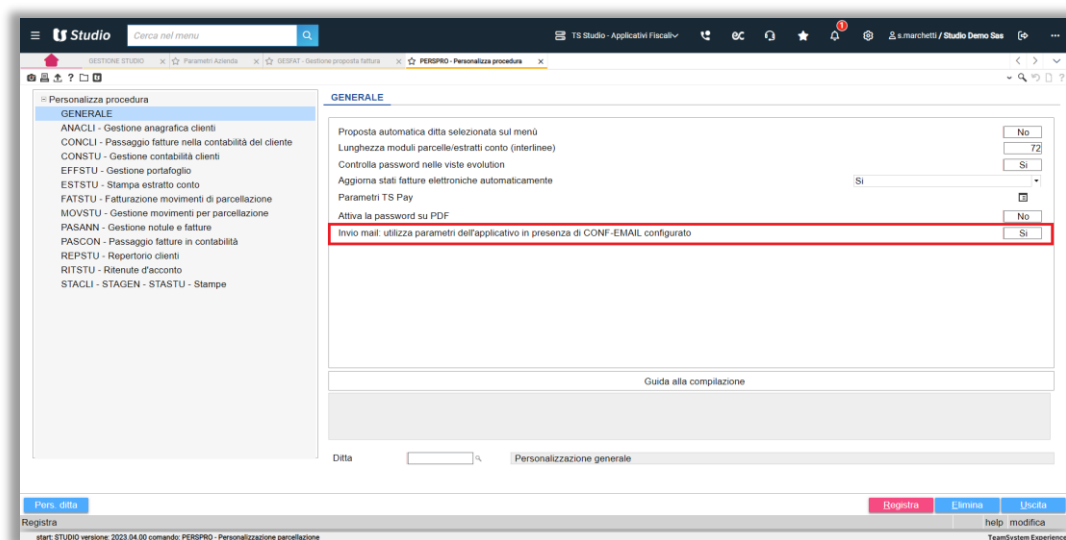 Studio Cerca nel menu TS Studio - Applicativi Fiscali 1 s.marchetti / Studio Demo Sas
GESTIONE STUDIO Parametri Azienda GESFAT - Gestione proposta fattura PERSPRO - Personalizza procedura
Personalizza procedura
GENERALE
ANACLI - Gestione anagrafica clienti
CONCLI - Passaggio fatture nella contabilità del cliente
CONSTU - Gestione contabilità clienti
EFFSTU - Gestione portafoglio
ESTSTU - Stampa estratto conto
FATSTU - Fatturazione movimenti di parcellazione
MOVSTU - Gestione movimenti per parcellazione
PASANN - Gestione notule e fatture
PASCON - Passaggio fatture in contabilità
REPSTU - Repertorio clienti
RITSTU - Ritenute d'acconto
STACLI - STAGEN - STASTU - Stampe
GENERALE
Proposta automatica ditta selezionata sul menù No
Lunghezza moduli parcelle/estratti conto (interlinee) 72
Controlla password nelle viste evolution Si
Aggiorna stati fatture elettroniche automaticamente Si
Parametri TS Pay
Attiva la password su PDF No
Invio mail: utilizza parametri dell'applicativo in presenza di CONF-EMAIL configurato Si
Guida alla compilazione
Ditta Personalizzazione generale
Pers. ditta Registra Elimina Uscita
Registra help modifica
start: STUDIO versione: 2023.04.00 comando: PERSPRO - Personalizzazione parcellazione TeamSystem Experience